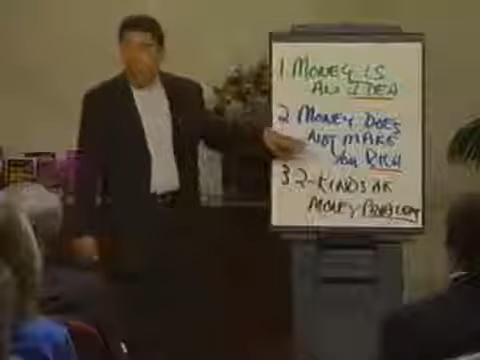 1 MONEY IS
AN IDEA
2 MONEY DOES
NOT MAKE
YOU RICH
3 2-KINDS OF
MONEY PROBLEMS